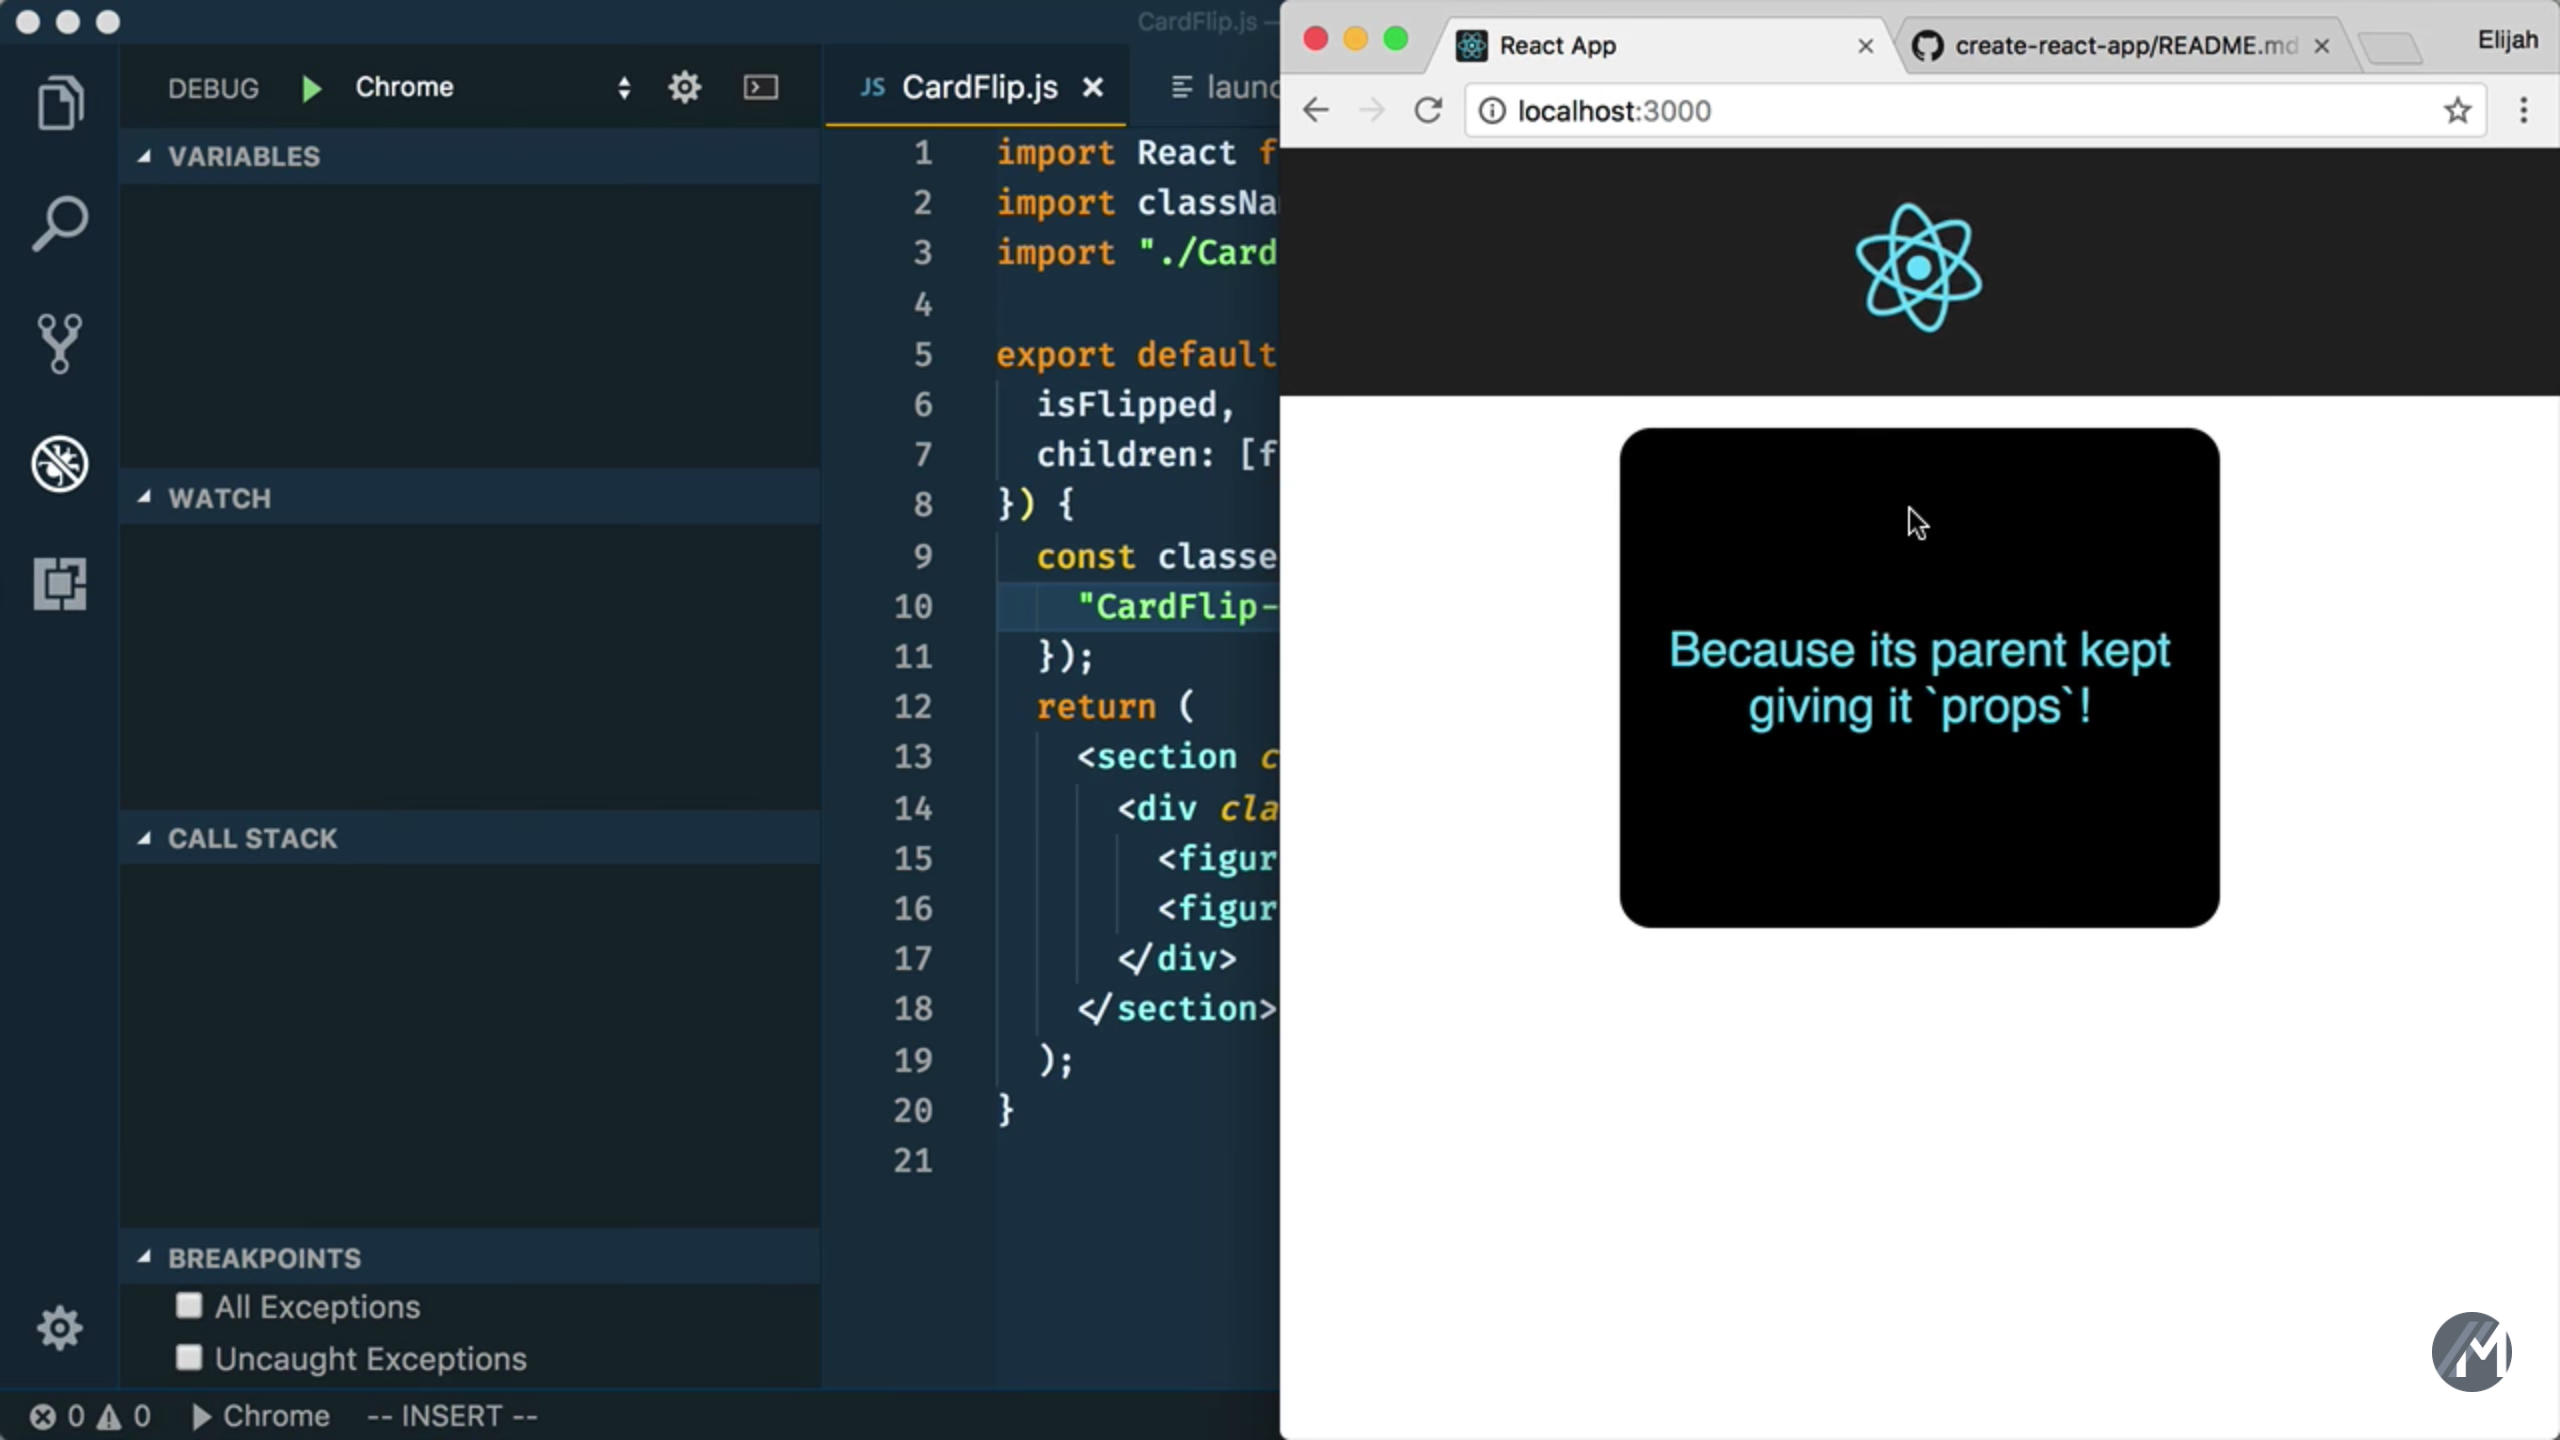 CardFlip.js —
DEBUG Chrome
VARIABLES
WATCH
CALL STACK
BREAKPOINTS
All Exceptions
Uncaught Exceptions
0 0 Chrome -- INSERT --
JS CardFlip.js
1 import React f
2 import classNa
3 import "./Card
4
5 export default
6 isFlipped,
7 children: [f
8 }) {
9 const classe
10 "CardFlip-
11 });
12 return (
13 <section c
14 <div cla
15 <figur
16 <figur
17 </div>
18 </section>
19 );
20 }
21
React App
create-react-app/README.md
Elijah
localhost:3000
Because its parent kept
giving it `props`!
M